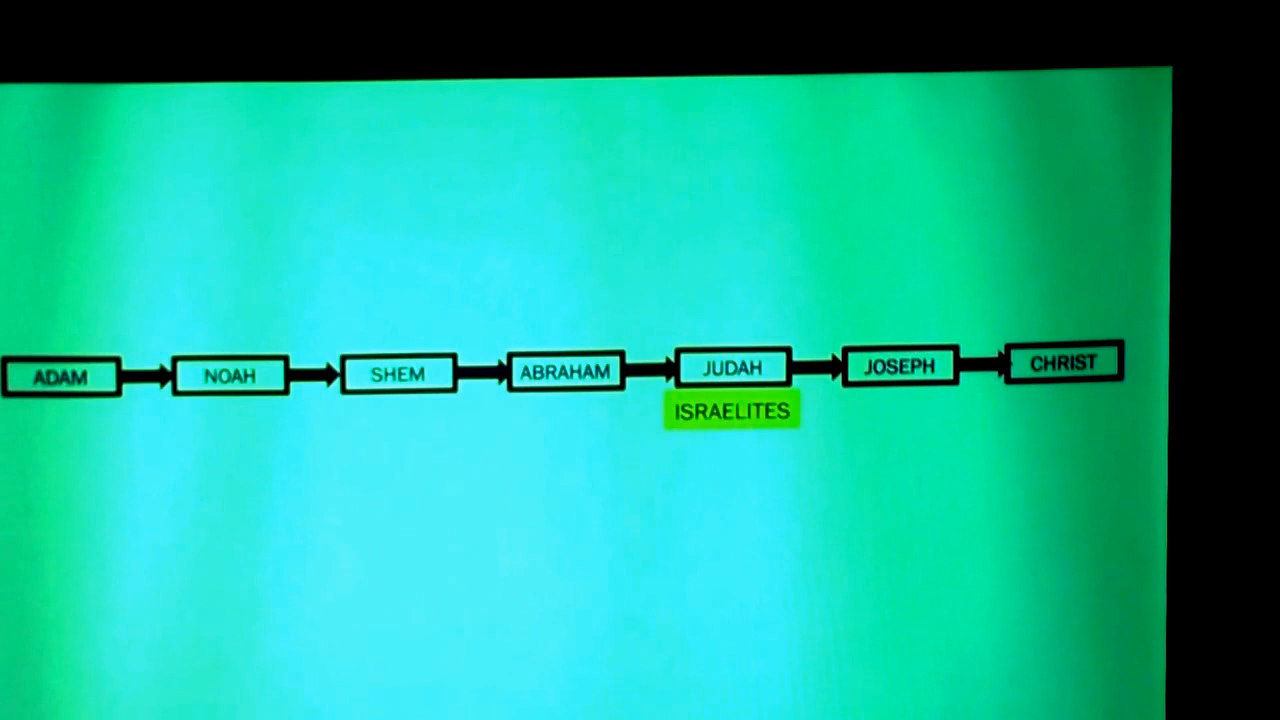 ADAM
NOAH
SHEM
ABRAHAM
JUDAH
JOSEPH
CHRIST
ISRAELITES